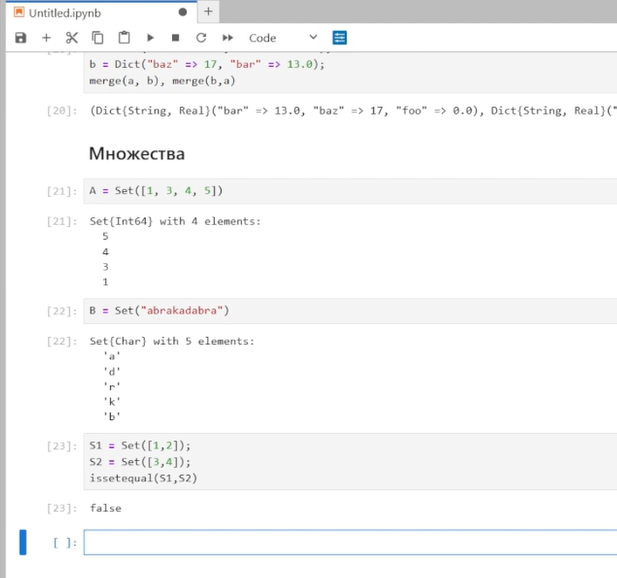 Untitled.ipynb
Code
b = Dict("baz" => 17, "bar" => 13.0);
merge(a, b), merge(b,a)
[20]: (Dict{String, Real}("bar" => 13.0, "baz" => 17, "foo" => 0.0), Dict{String, Real}("
Множества
[21]: A = Set([1, 3, 4, 5])
[21]: Set{Int64} with 4 elements:
5
4
3
1
[22]: B = Set("abrakadabra")
[22]: Set{Char} with 5 elements:
'a'
'd'
'r'
'k'
'b'
[23]: S1 = Set([1,2]);
S2 = Set([3,4]);
issetequal(S1,S2)
[23]: false
[ ]: